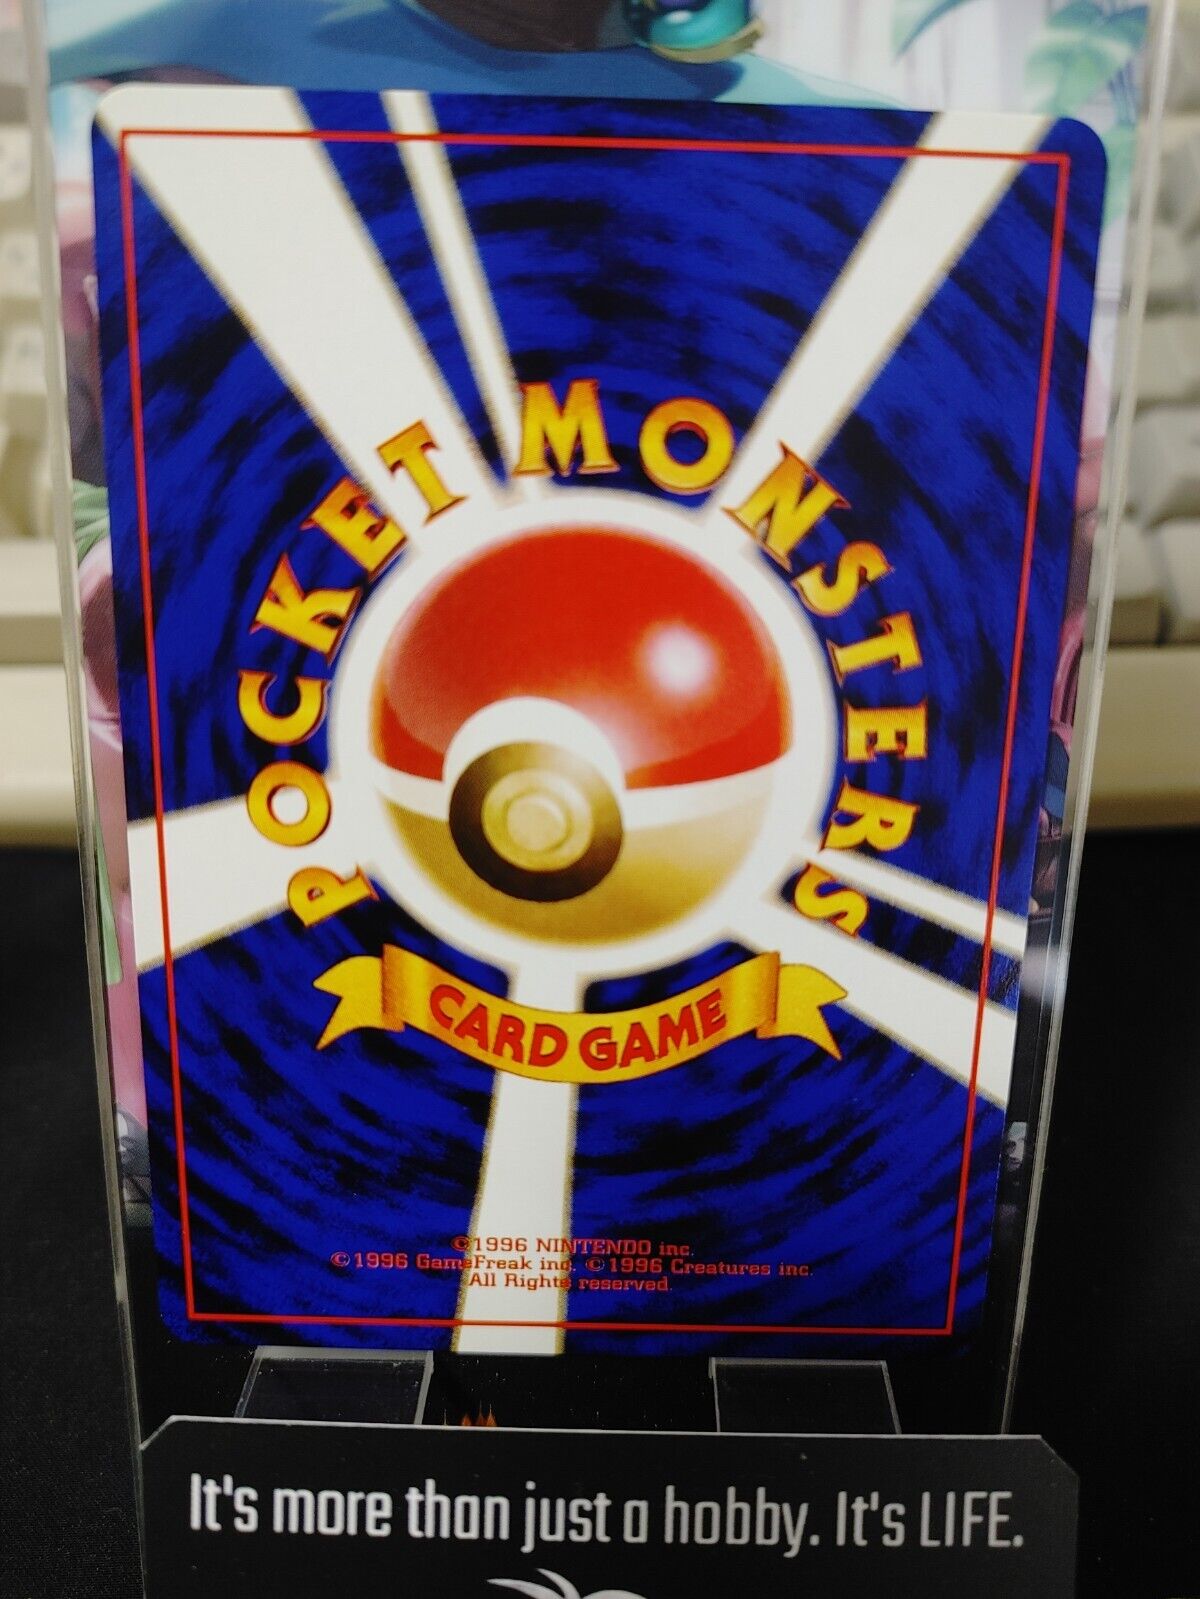 POCKET MONSTERS
CARD GAME
©1996 NINTENDO inc.
©1996 GameFreak inc. ©1996 Creatures inc.
All Rights reserved.
It's more than just a hobby. It's LIFE.